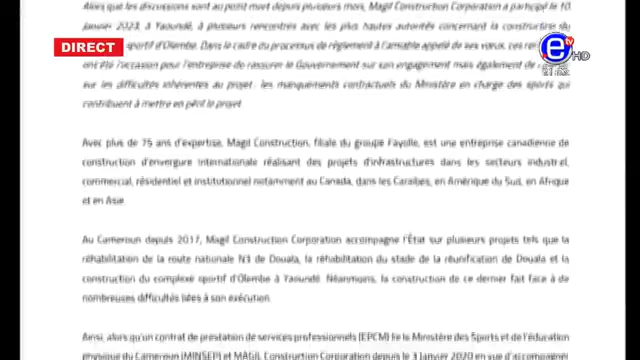 Alors que les discussions sont au point mort depuis plusieurs mois, Magil Construction Corporation a participé le 10
janvier 2023, à Yaoundé, à plusieurs rencontres avec les plus hautes autorités concernant la construction du
DIRECT
sportif d'Olembe. Dans le cadre du processus de règlement à l'amiable appelé de ses vœux, ces
HD
ont été l'occasion pour l'entreprise de rassurer le Gouvernement sur son engagement mais également de
sur les difficultés inhérentes au projet : les manquements contractuels du Ministère en charge des sports qui
contribuent à mettre en péril le projet.
Avec plus de 75 ans d'expertise, Magil Construction, filiale du groupe Fayolle, est une entreprise canadienne de
construction d'envergure internationale réalisant des projets d'infrastructures dans les secteurs industriel,
commercial, résidentiel et institutionnel notamment au Canada, dans les Caraïbes, en Amérique du Sud, en Afrique
et en Asie.
Au Cameroun depuis 2017, Magil Construction Corporation accompagne l'État sur plusieurs projets tels que la
réhabilitation de la route nationale N3 de Douala, la réhabilitation du stade de la réunification de Douala et la
construction du complexe sportif d'Olembe à Yaoundé. Néanmoins, la construction de ce dernier fait face à de
nombreuses difficultés liées à son exécution.
Ainsi, alors qu'un contrat de prestation de services professionnels (EPCM) lie le Ministère des Sports et de l'éducation
physique du Cameroun (MINSEP) et MAGIL Construction Corporation depuis le 3 janvier 2020 en vue d'accompagner